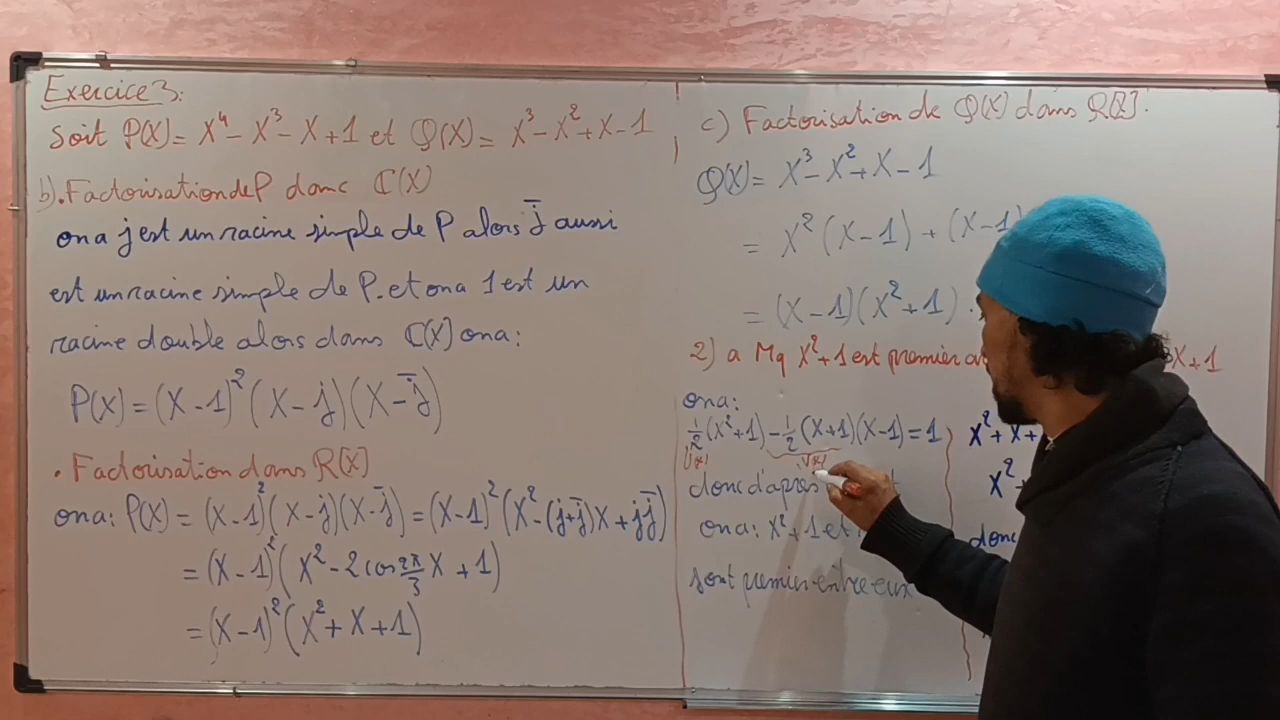 Exercice 3:
Soit P(X) = X⁴ - X³ - X + 1 et Q(X) = X³ - X² + X - 1
b). Factorisation de P donc ℂ(X)
on a j est un racine simple de P alors j̄ aussi
est un racine simple de P. et on a 1 est un
racine double alors dans ℂ(X) on a:
P(X) = (X - 1)²(X - j)(X - j̄)
• Factorisation dans R[X]
on a: P(X) = (X - 1)²(X - j)(X - j̄) = (X - 1)²(X² - (j + j̄)X + jj̄)
= (X - 1)²(X² - 2cos 2π/3 X + 1)
= (X - 1)²(X² + X + 1)
c) Factorisation de Q(X) dans R[X]:
Q(X) = X³ - X² + X - 1
= X²(X - 1) + (X - 1)
= (X - 1)(X² + 1).
2) a Mq X² + 1 est premier X + 1
on a:
1/2(X² + 1) - 1/2(X + 1)(X - 1) = 1
U(X) V(X)
donc d'après
on a: X² + 1 et
sont premier entre eux
X² + X +
X² +
donc